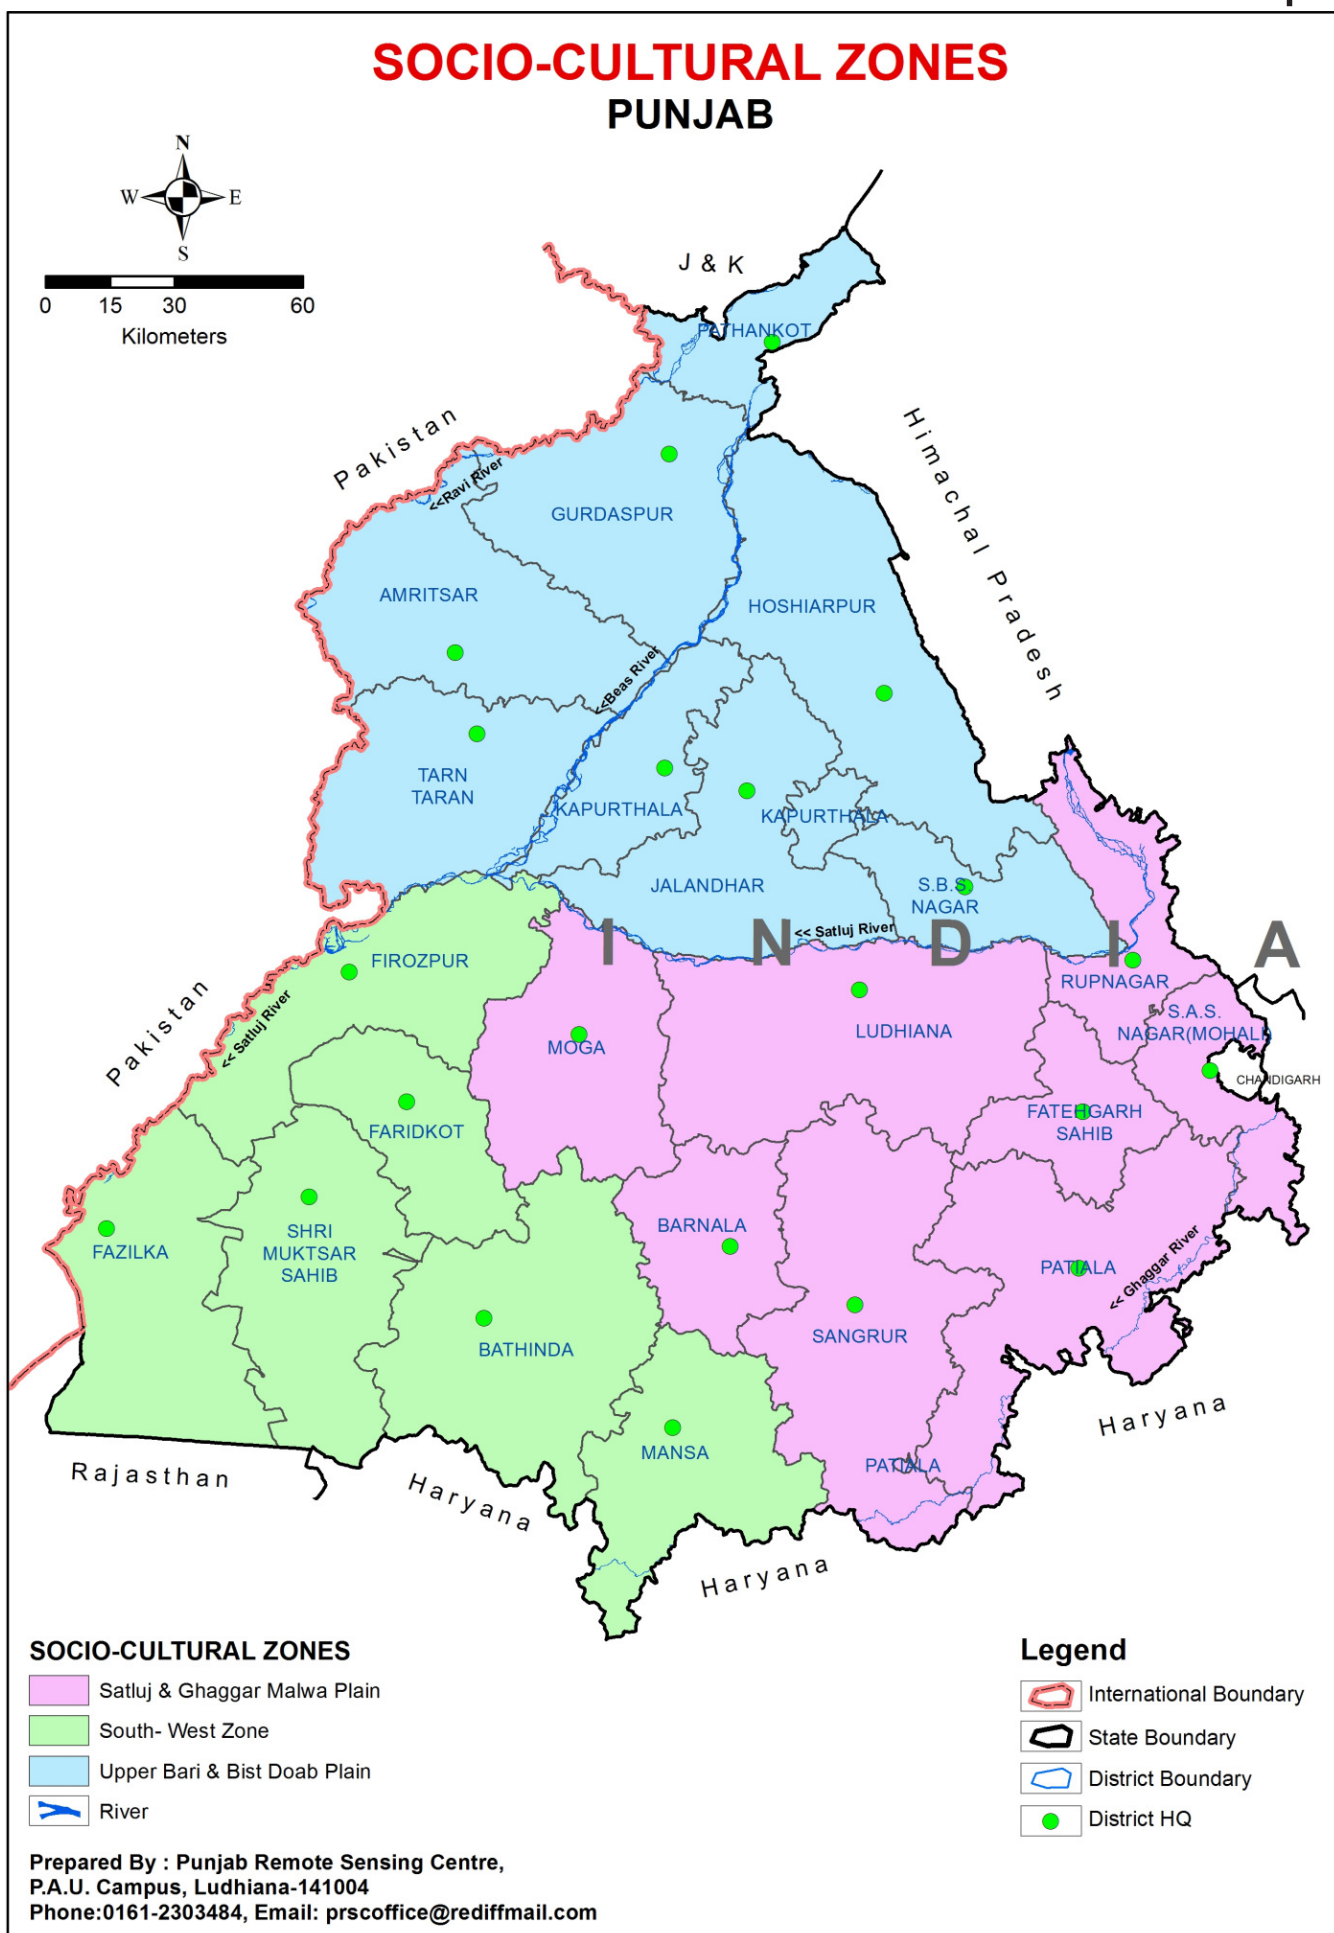 SOCIO-CULTURAL ZONES
PUNJAB
N
W
E
S
0 15 30 60
Kilometers
J & K
PATHANKOT
Pakistan
Himachal Pradesh
<<Ravi River
GURDASPUR
AMRITSAR
HOSHIARPUR
<<Beas River
TARN
TARAN
KAPURTHALA
KAPURTHALA
JALANDHAR
S.B.S.
NAGAR
I N D I A
<< Satluj River
FIROZPUR
RUPNAGAR
Pakistan
<< Satluj River
S.A.S.
NAGAR(MOHALI)
LUDHIANA
MOGA
CHANDIGARH
FARIDKOT
FATEHGARH
SAHIB
FAZILKA
SHRI
MUKTSAR
SAHIB
BARNALA
PATIALA
<< Ghaggar River
BATHINDA
SANGRUR
MANSA
PATIALA
Haryana
Rajasthan
Haryana
Haryana
SOCIO-CULTURAL ZONES
Satluj & Ghaggar Malwa Plain
South- West Zone
Upper Bari & Bist Doab Plain
River
Legend
International Boundary
State Boundary
District Boundary
District HQ
Prepared By : Punjab Remote Sensing Centre,
P.A.U. Campus, Ludhiana-141004
Phone:0161-2303484, Email: prscoffice@rediffmail.com